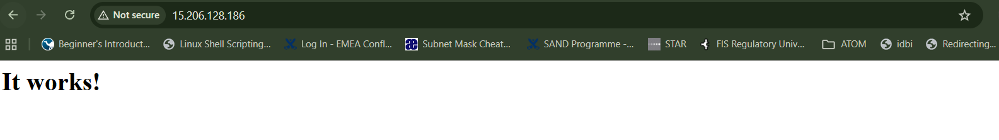 Not secure 15.206.128.186
Beginner's Introduct... Linux Shell Scripting... Log In - EMEA Confl... Subnet Mask Cheat... SAND Programme -... STAR FIS Regulatory Univ... ATOM idbi Redirecting...
It works!